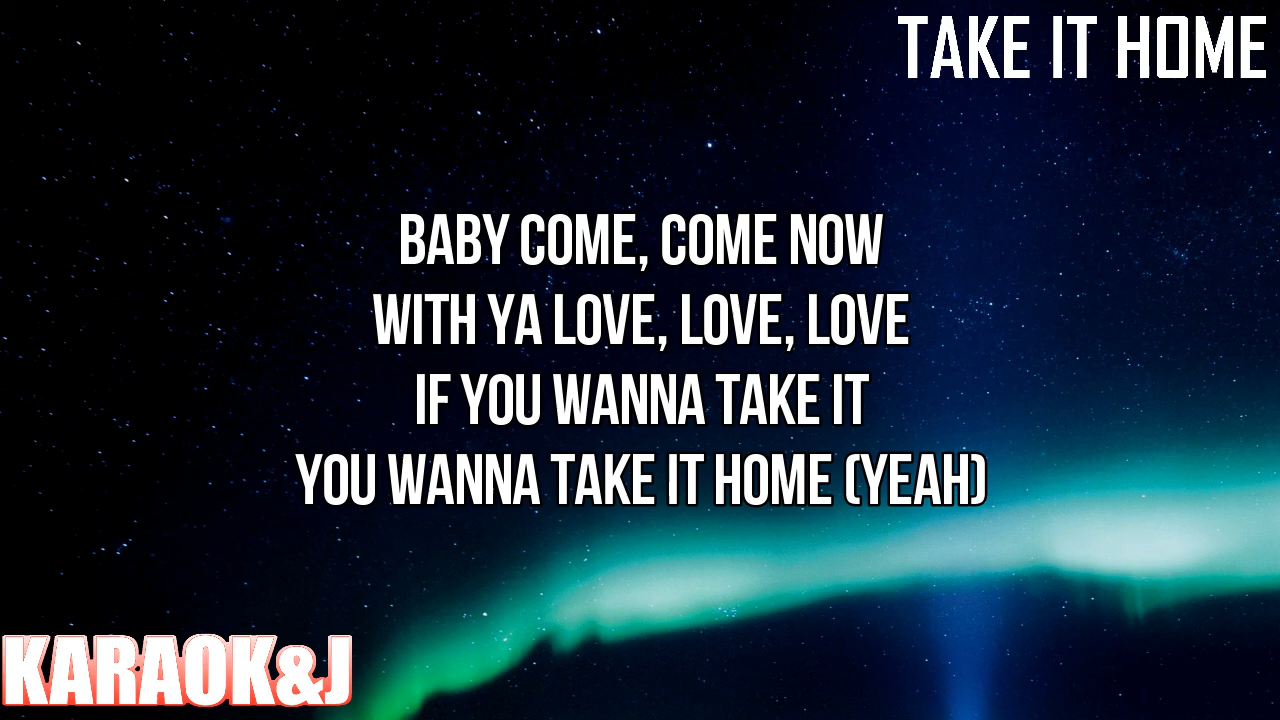 TAKE IT HOME
BABY COME, COME NOW
WITH YA LOVE, LOVE, LOVE
IF YOU WANNA TAKE IT
YOU WANNA TAKE IT HOME (YEAH)
KARAOK&J